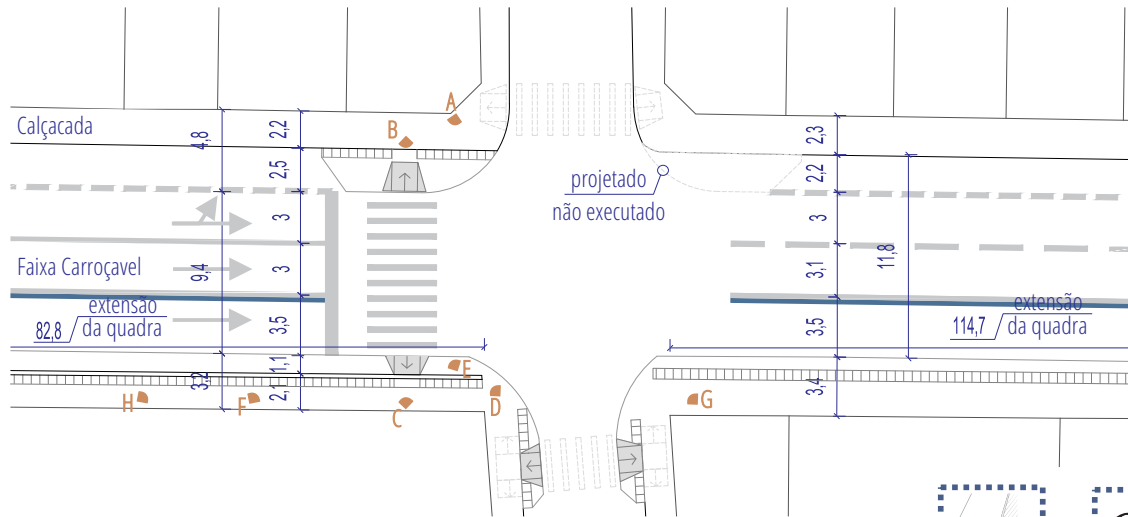 A
B
Calçacada
4,8
2,2
2,3
2,5
2,2
projetado
não executado
3
3
11,8
Faixa Carroçavel
9,4
3
3,1
extensão
da quadra
82,8
3,5
3,5
extensão
da quadra
114,7
1,1
E
3,2
2,1
3,4
H
F
C
D
G